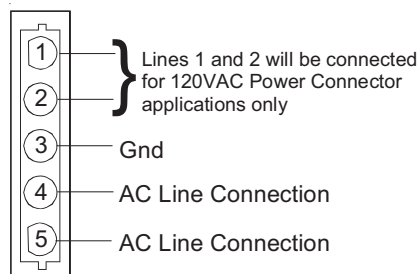 1
2
Lines 1 and 2 will be connected
for 120VAC Power Connector
applications only
3 Gnd
4 AC Line Connection
5 AC Line Connection